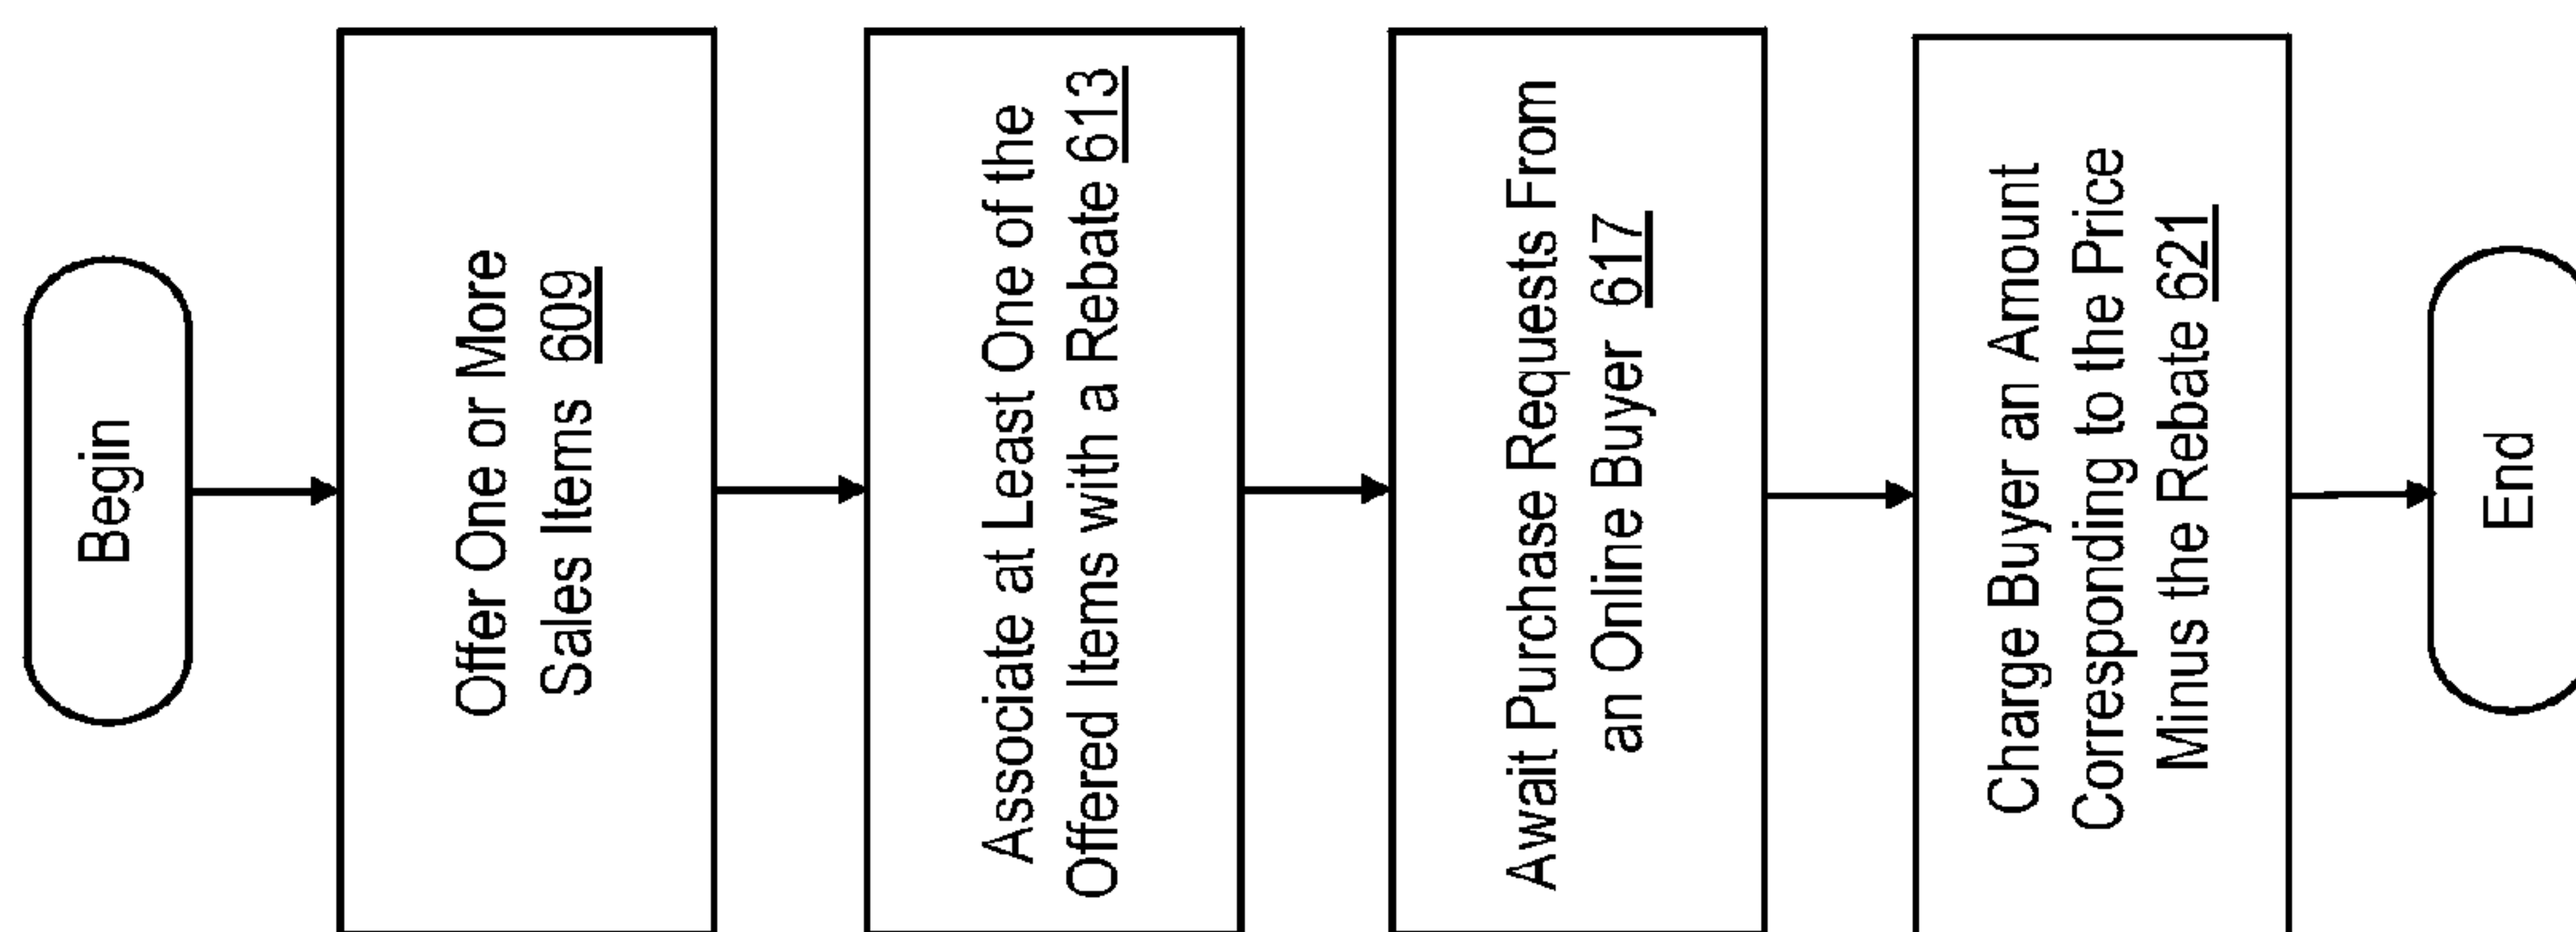 Begin
Offer One or More
Sales Items 609
Associate at Least One of the
Offered Items with a Rebate 613
Await Purchase Requests From
an Online Buyer 617
Charge Buyer an Amount
Corresponding to the Price
Minus the Rebate 621
End